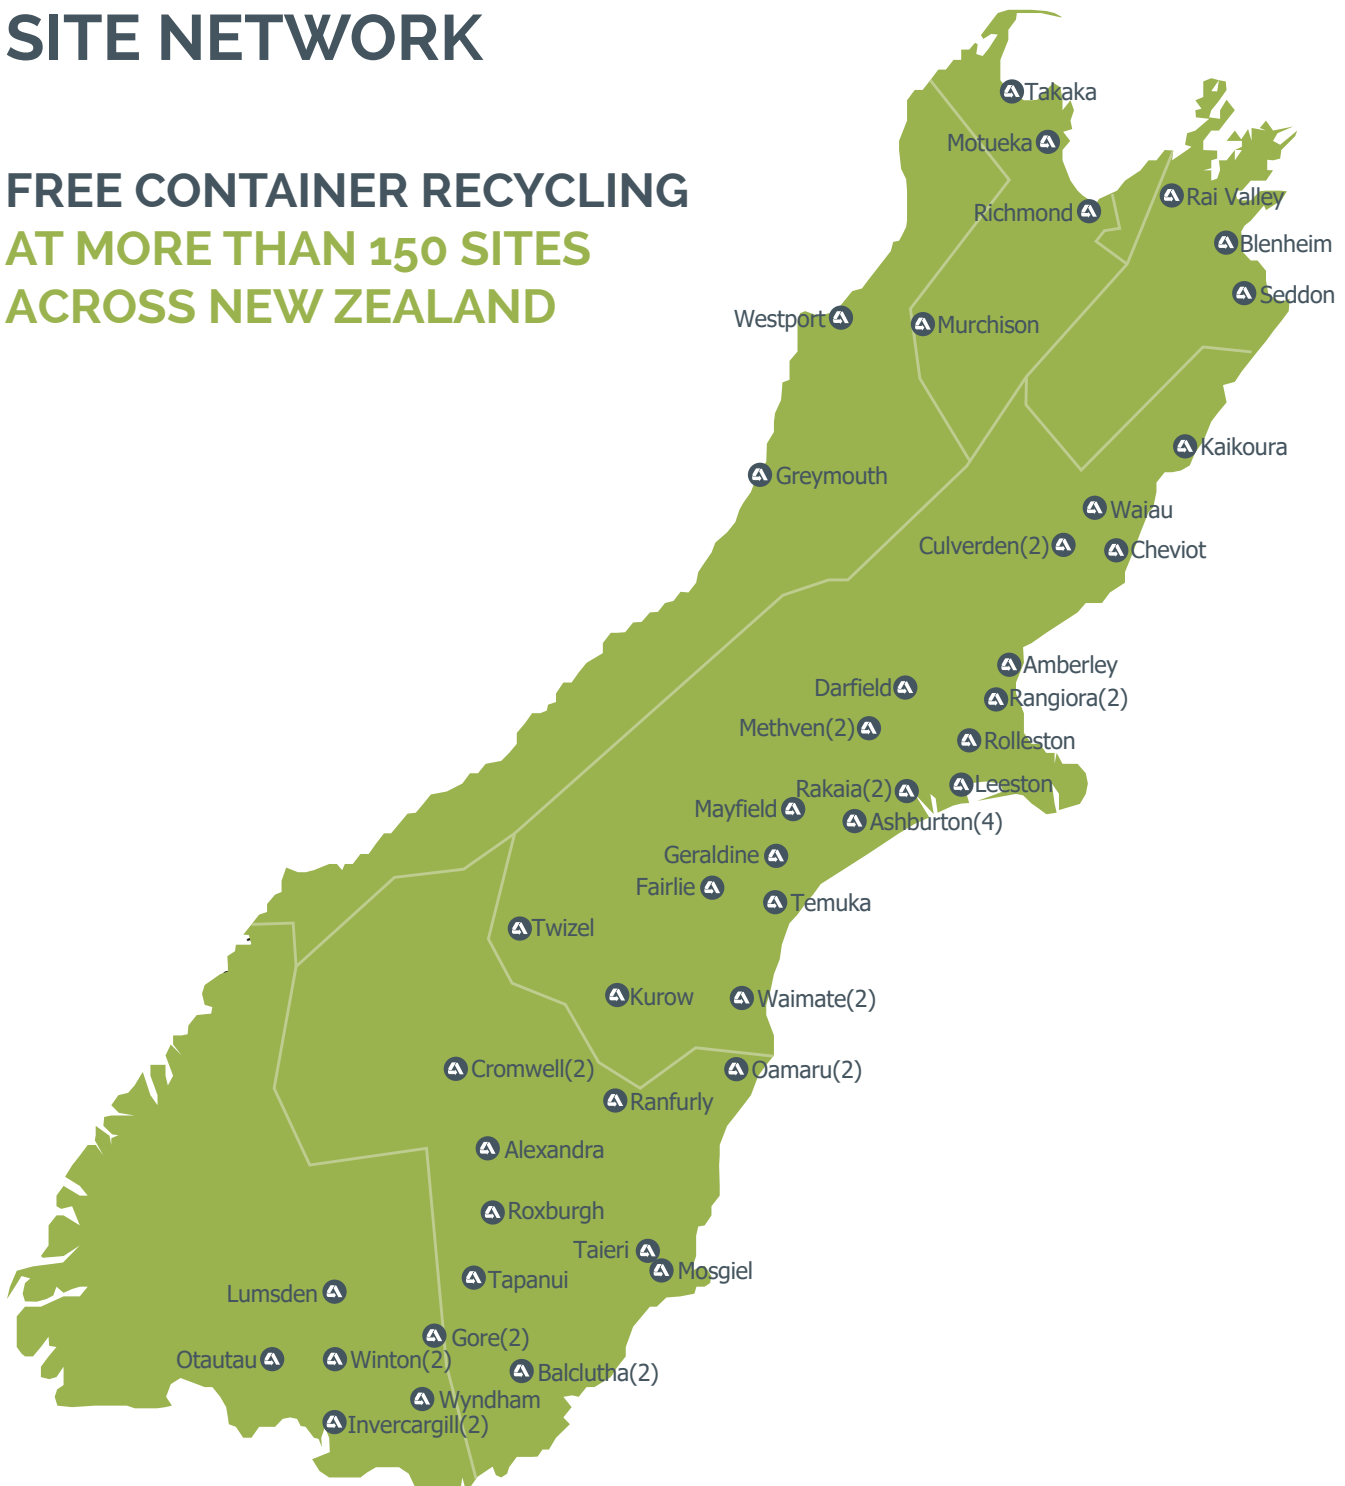 SITE NETWORK
FREE CONTAINER RECYCLING
AT MORE THAN 150 SITES
ACROSS NEW ZEALAND
Takaka
Motueka
Rai Valley
Richmond
Blenheim
Seddon
Westport
Murchison
Kaikoura
Greymouth
Waiau
Culverden(2)
Cheviot
Amberley
Darfield
Rangiora(2)
Methven(2)
Rolleston
Leeston
Rakaia(2)
Mayfield
Ashburton(4)
Geraldine
Fairlie
Temuka
Twizel
Kurow
Waimate(2)
Cromwell(2)
Oamaru(2)
Ranfurly
Alexandra
Roxburgh
Taieri
Mosgiel
Tapanui
Lumsden
Gore(2)
Otautau
Winton(2)
Balclutha(2)
Wyndham
Invercargill(2)